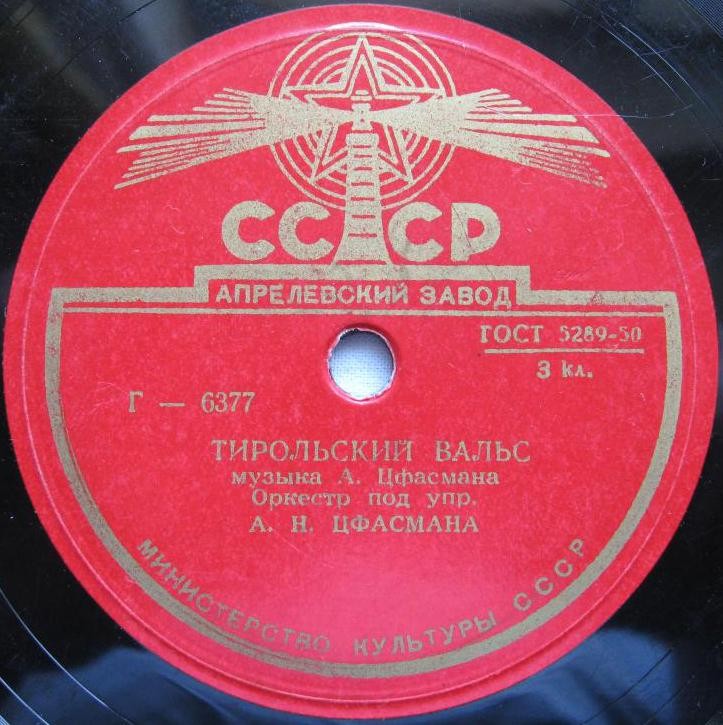 СССР
АПРЕЛЕВСКИЙ ЗАВОД
ГОСТ 5289-50
3 кл.
Г — 6377
ТИРОЛЬСКИЙ ВАЛЬС
музыка А. Цфасмана
Оркестр под упр.
А. Н. ЦФАСМАНА
МИНИСТЕРСТВО КУЛЬТУРЫ СССР